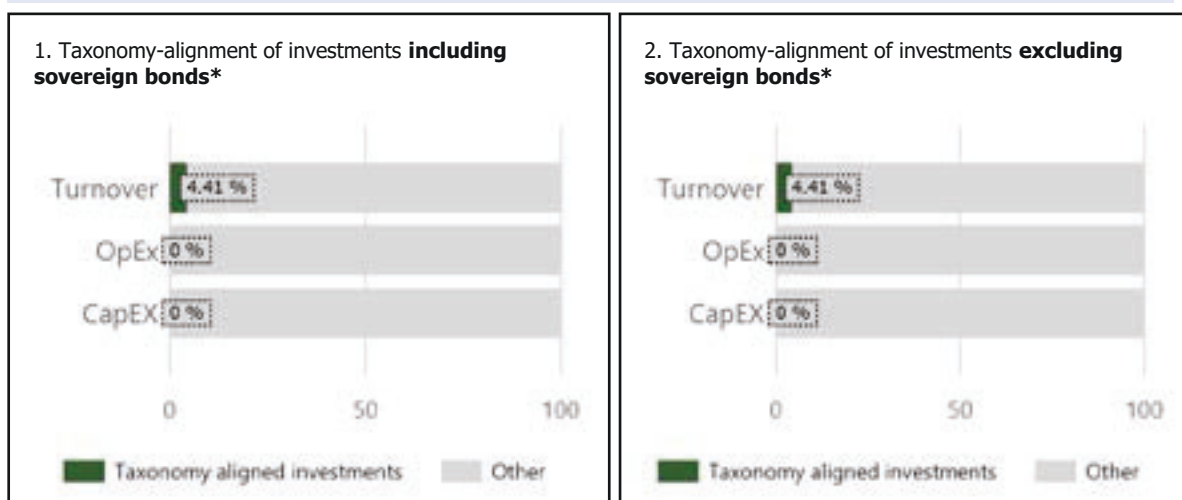 1. Taxonomy-alignment of investments including
sovereign bonds*
Turnover 4.41 %
OpEx 0 %
CapEX 0 %
0 50 100
Taxonomy aligned investments Other
2. Taxonomy-alignment of investments excluding
sovereign bonds*
Turnover 4.41 %
OpEx 0 %
CapEX 0 %
0 50 100
Taxonomy aligned investments Other